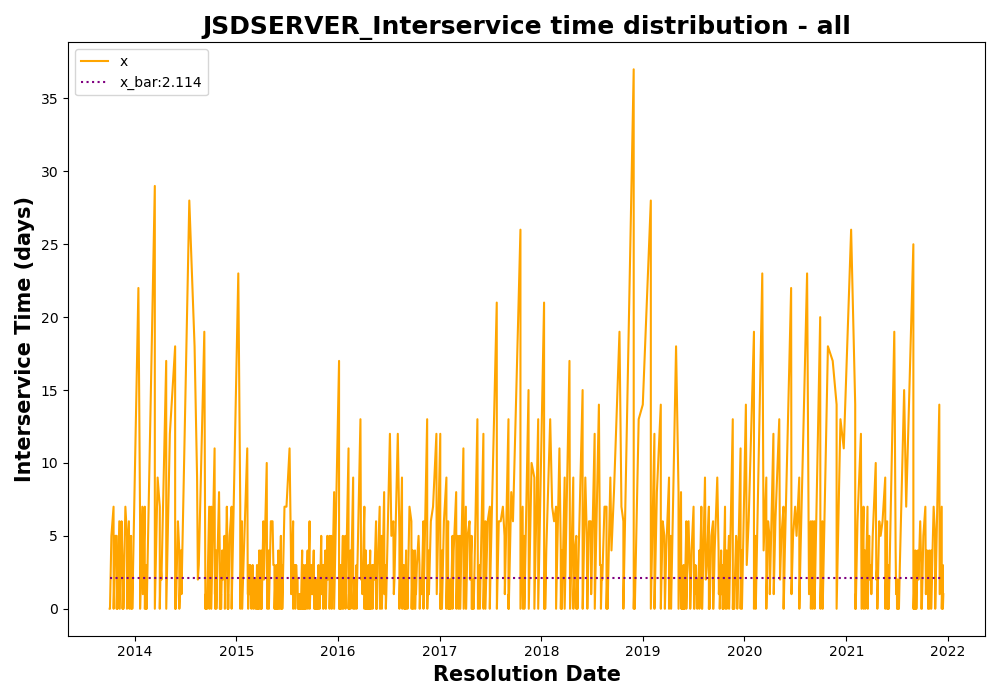 JSDSERVER_Interservice time distribution - all
x
x_bar:2.114
Interservice Time (days)
35
30
25
20
15
10
5
0
2014 2015 2016 2017 2018 2019 2020 2021 2022
Resolution Date